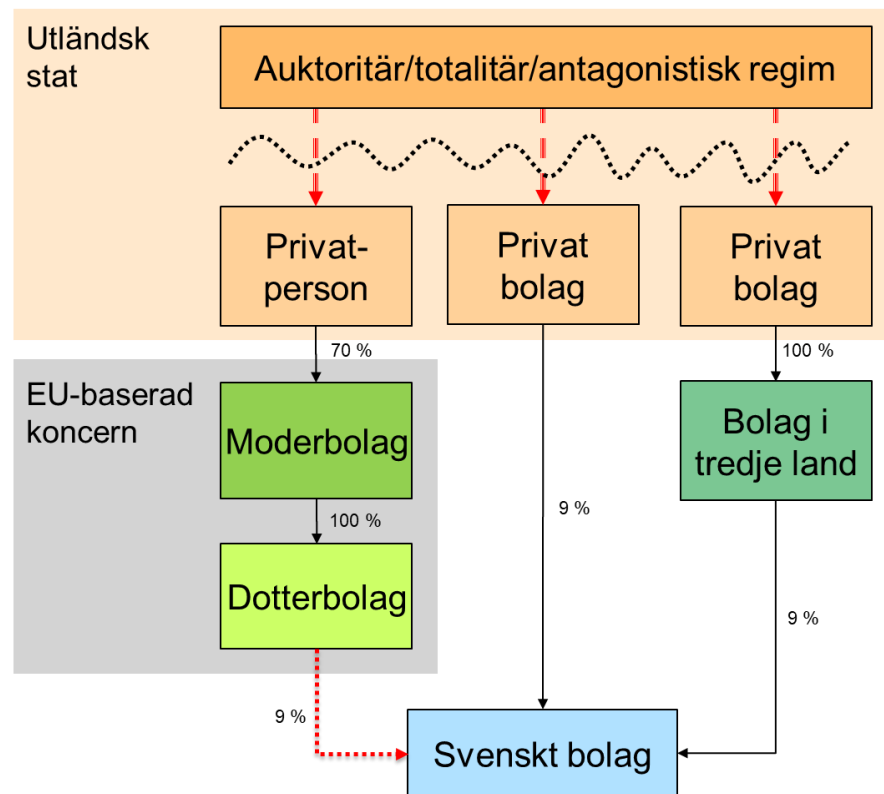 Utländsk
stat
Auktoritär/totalitär/antagonistisk regim
Privat-
person
Privat
bolag
Privat
bolag
70 %
100 %
EU-baserad
koncern
Moderbolag
Bolag i
tredje land
100 %
9 %
Dotterbolag
9 %
9 %
Svenskt bolag